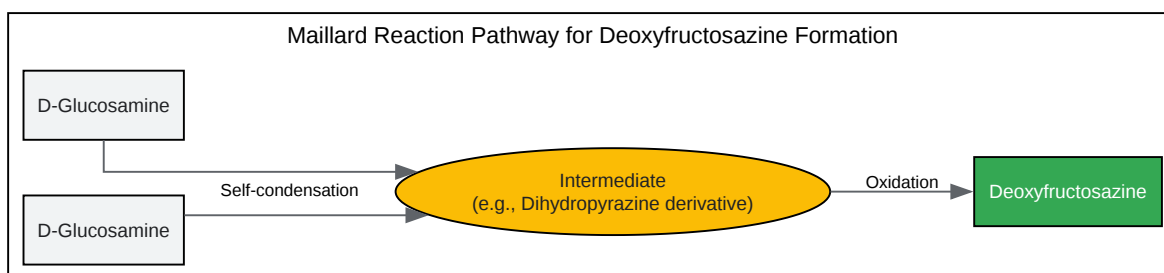 Maillard Reaction Pathway for Deoxyfructosazine Formation
D-Glucosamine
Self-condensation
D-Glucosamine
Intermediate
(e.g., Dihydropyrazine derivative)
Oxidation
Deoxyfructosazine